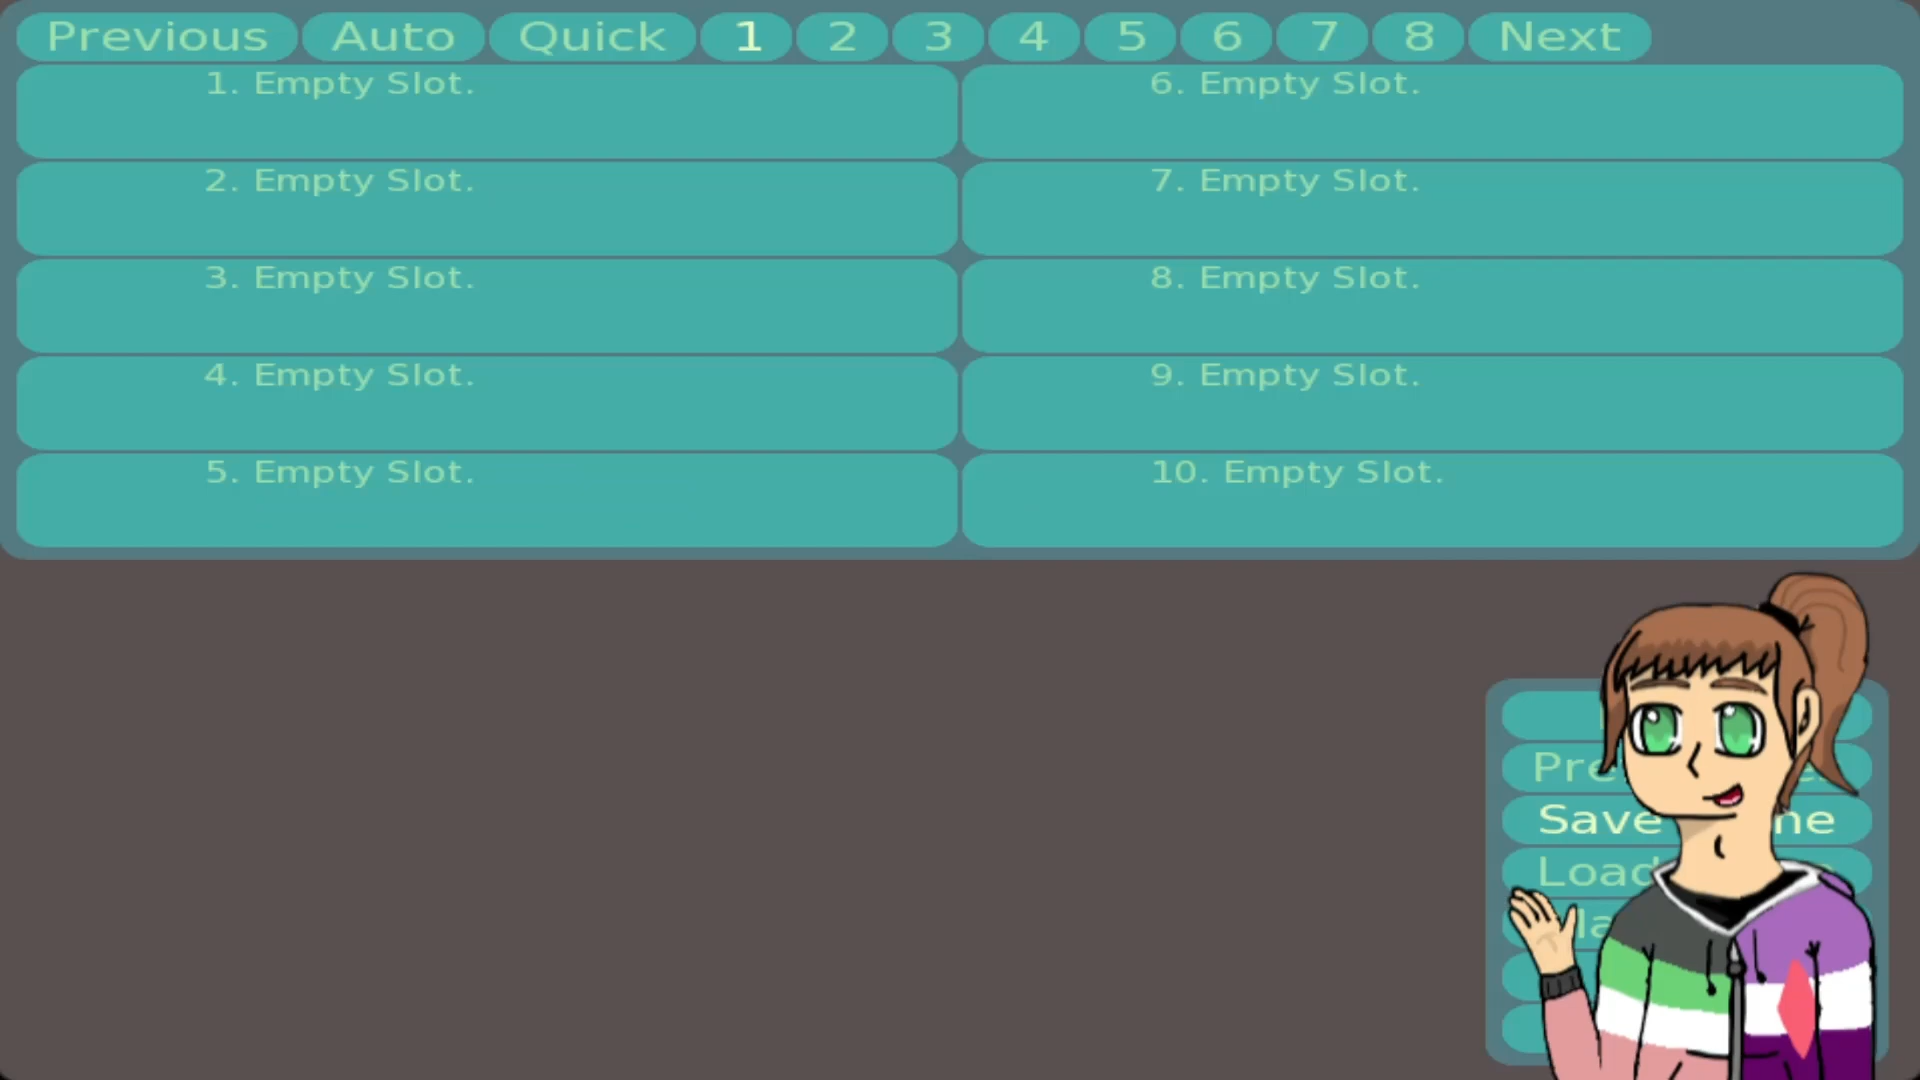 Previous Auto Quick 1 2 3 4 5 6 7 8 Next
1. Empty Slot.
2. Empty Slot.
3. Empty Slot.
4. Empty Slot.
5. Empty Slot.
6. Empty Slot.
7. Empty Slot.
8. Empty Slot.
9. Empty Slot.
10. Empty Slot.
Save
Load